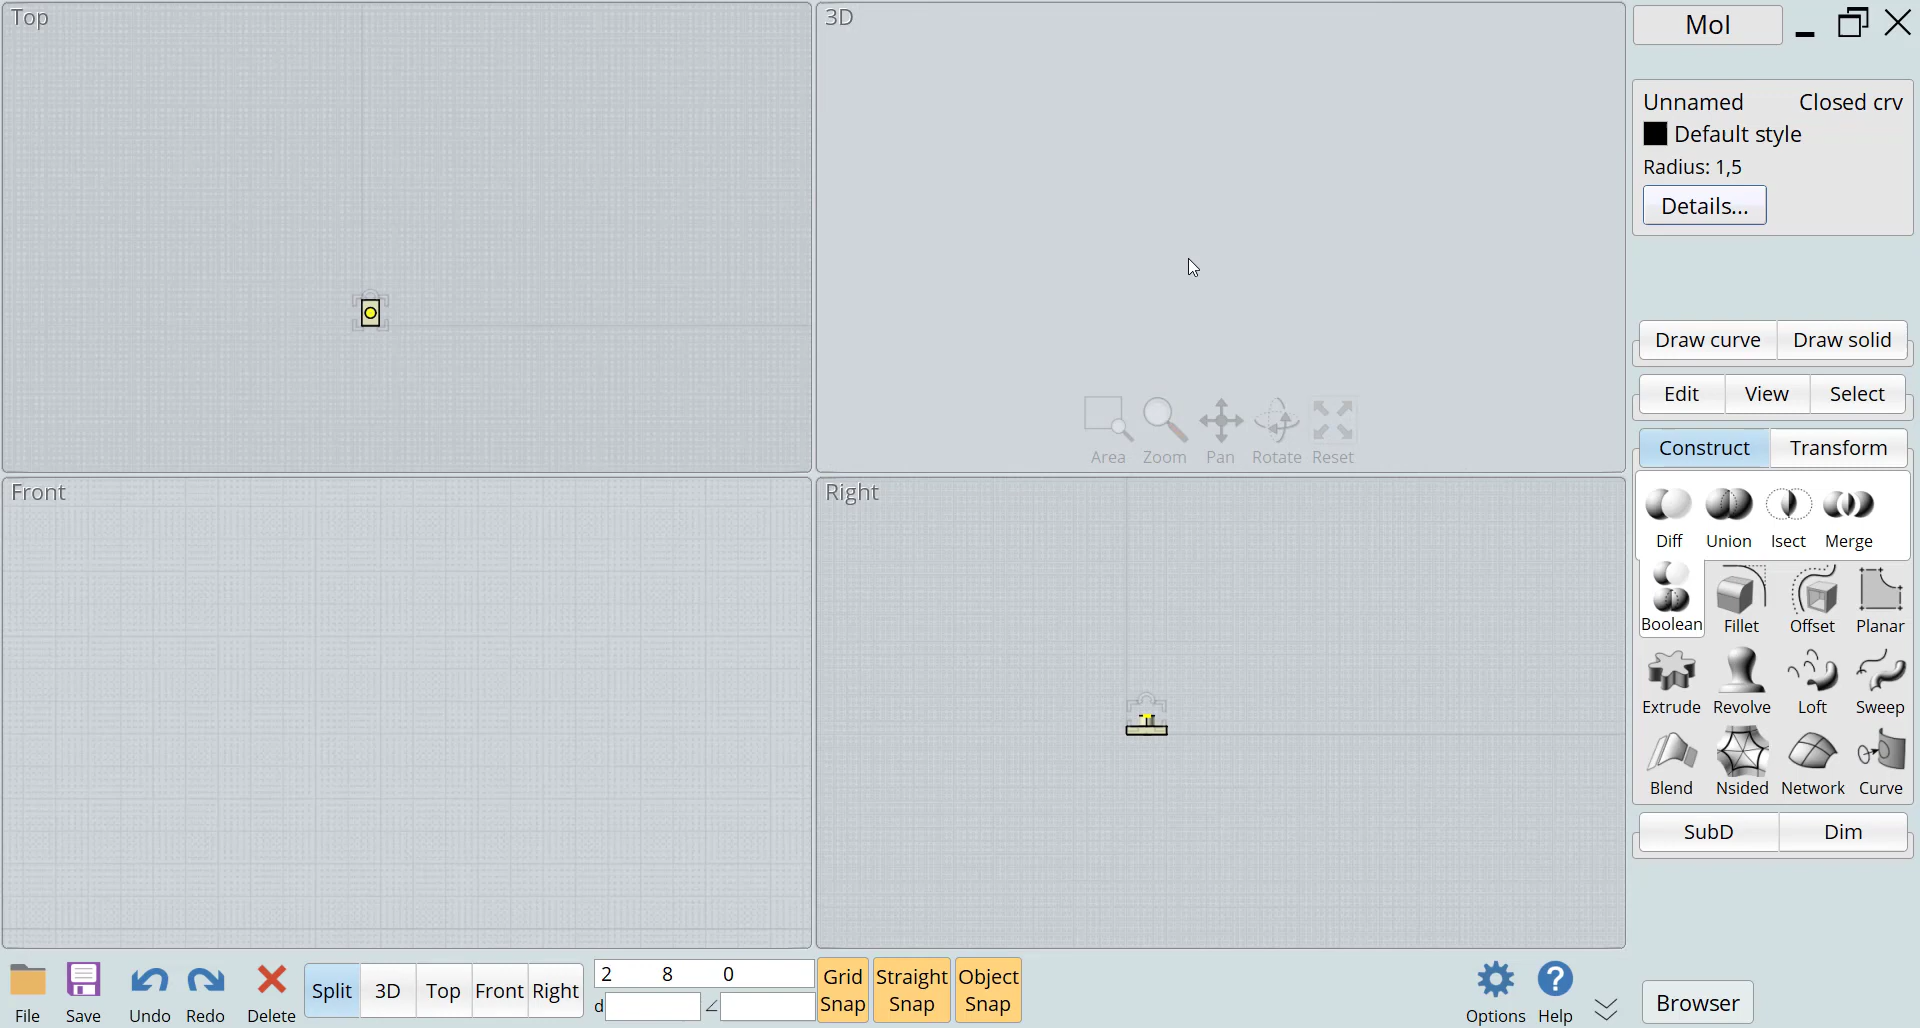 Top
3D
MoI
Unnamed Closed crv
Default style
Radius: 1,5
Details...
Draw curve Draw solid
Edit View Select
Construct Transform
Diff Union Isect Merge
Boolean Fillet Offset Planar
Extrude Revolve Loft Sweep
Blend Nsided Network Curve
SubD Dim
Area Zoom Pan Rotate Reset
Front
Right
File Save Undo Redo Delete
Split 3D Top Front Right
2 8 0
d ∠
Grid Snap
Straight Snap
Object Snap
Options Help
Browser